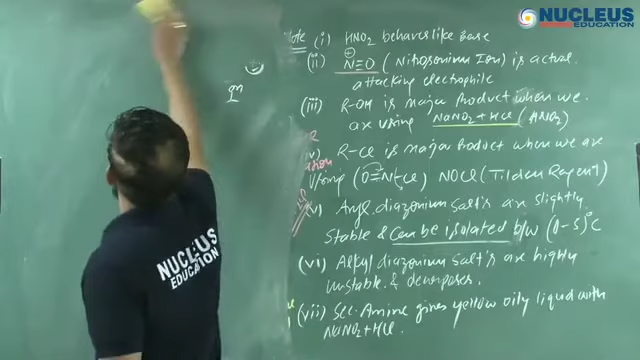 NUCLEUS
EDUCATION
Note (i) HNO2 behaves like Base
(ii) N≡O (Nitrosonium Ion) is actual
⊕
attacking electrophile
(iii) R-OH is major Product when we
are using NaNO2 + HCl (HNO2)
(iv) R-Cl is major Product when we are
Using (O=N-Cl) NOCl (Tilden Regent)
(v) Aryl diazonium salt's are slightly
Stable & Can be isolated b/w (0-5)°C
(vi) Alkyl diazonium salt's are highly
unstable & decomposes.
(vii) Sec. Amine gives yellow oily liquid with
NaNO2 + HCl.
NUCLEUS
EDUCATION